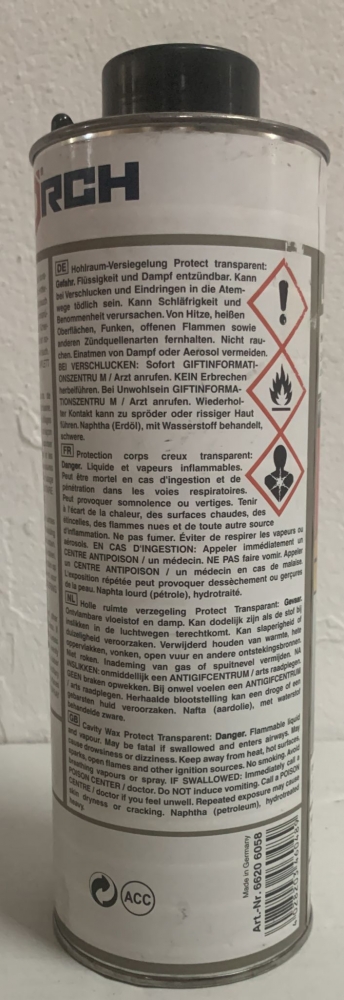 RCH
DE Hohlraum-Versiegelung Protect transparent:
Gefahr. Flüssigkeit und Dampf entzündbar. Kann
bei Verschlucken und Eindringen in die Atem-
wege tödlich sein. Kann Schläfrigkeit und
Benommenheit verursachen. Von Hitze, heißen
Oberflächen, Funken, offenen Flammen sowie
anderen Zündquellenarten fernhalten. Nicht rau-
chen. Einatmen von Dampf oder Aerosol vermeiden.
BEI VERSCHLUCKEN: Sofort GIFTINFORMATI-
ONSZENTRUM / Arzt anrufen. KEIN Erbrechen
herbeiführen. Bei Unwohlsein GIFTINFORMA-
TIONSZENTRUM / Arzt anrufen. Wiederhol-
ter Kontakt kann zu spröder oder rissiger Haut
führen. Naphtha (Erdöl), mit Wasserstoff behandelt,
schwere.
FR Protection corps creux transparent:
Danger. Liquide et vapeurs inflammables.
Peut être mortel en cas d'ingestion et de
pénétration dans les voies respiratoires.
Peut provoquer somnolence ou vertiges. Tenir
à l'écart de la chaleur, des surfaces chaudes, des
étincelles, des flammes nues et de toute autre source
d'inflammation. Ne pas fumer. Éviter de respirer les vapeurs ou
aérosols. EN CAS D'INGESTION: Appeler immédiatement un
CENTRE ANTIPOISON / un médecin. NE PAS faire vomir. Appeler
un CENTRE ANTIPOISON / un médecin en cas de malaise.
L'exposition répétée peut provoquer dessèchement ou gerçures
de la peau. Naphta lourd (pétrole), hydrotraité.
NL Holle ruimte verzegeling Protect Transparant: Gevaar.
Ontvlambare vloeistof en damp. Kan dodelijk zijn als de stof bij
inslikken in de luchtwegen terechtkomt. Kan slaperigheid of
duizeligheid veroorzaken. Verwijderd houden van warmte, hete
oppervlakken, vonken, open vuur en andere ontstekingsbronnen.
Niet roken. Inademing van gas of spuitnevel vermijden. NA
INSLIKKEN: onmiddellijk een ANTIGIFCENTRUM / arts raadplegen.
GEEN braken opwekken. Bij onwel voelen een ANTIGIFCENTRUM
/ arts raadplegen. Herhaalde blootstelling kan een droge of een
gebarsten huid veroorzaken. Nafta (aardolie), met waterstof
behandelde zware.
GB Cavity Wax Protect Transparent: Danger. Flammable liquid
and vapour. May be fatal if swallowed and enters airways. May
cause drowsiness or dizziness. Keep away from heat, hot surfaces,
sparks, open flames and other ignition sources. No smoking. Avoid
breathing vapours or spray. IF SWALLOWED: Immediately call a
POISON CENTER / doctor. Do NOT induce vomiting. Call a POISON
CENTRE / doctor if you feel unwell. Repeated exposure may cause
skin dryness or cracking. Naphtha (petroleum), hydrotreated
heavy
ACC
Made in Germany
Art.-Nr. 6620 6058